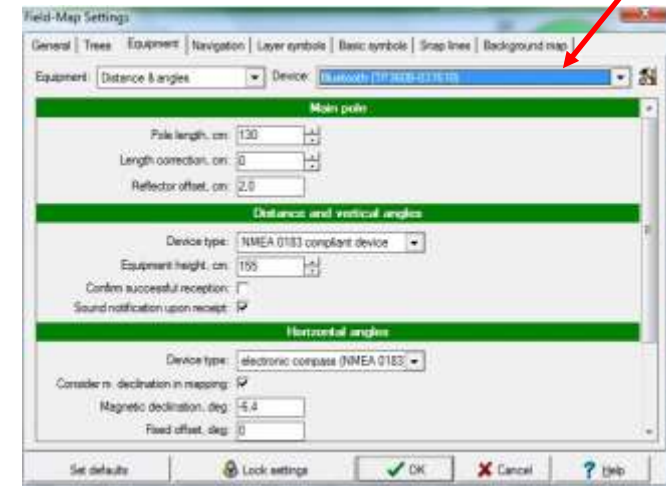 Field-Map Settings
General Trees Equipment Navigation Layer symbols Basic symbols Snap lines Background map
Equipment: Distance & angles Device: Bluetooth
Main pole
Pole length, cm: 130
Length correction, cm: 0
Reflector offset, cm: 2.0
Distance and vertical angles
Device type: NMEA 0183 compliant device
Equipment height, cm: 155
Confirm successful reception:
Sound notification upon receipt:
Horizontal angles
Device type: electronic compass (NMEA 0183)
Consider m. declination in mapping:
Magnetic declination, deg: -6.4
Fixed offset, deg: 0
Set defaults Lock settings OK Cancel Help